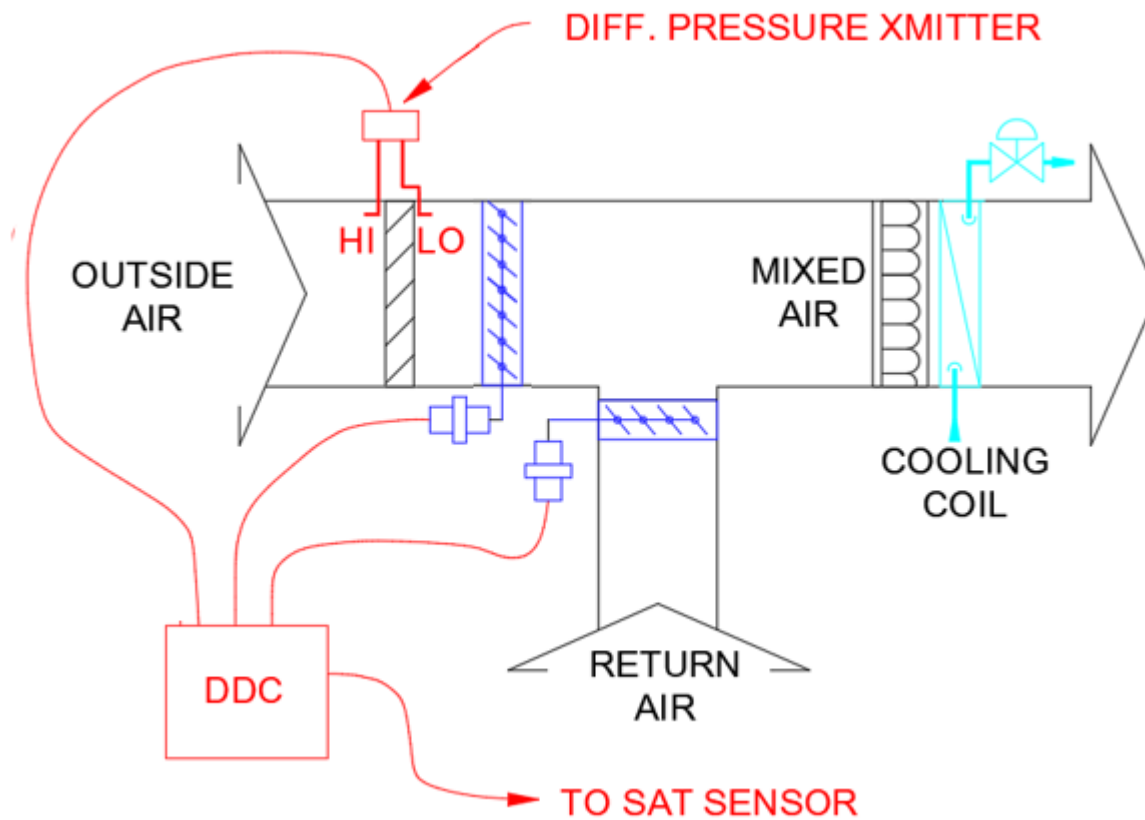 DIFF. PRESSURE XMITTER
HI
LO
OUTSIDE
AIR
MIXED
AIR
COOLING
COIL
RETURN
AIR
DDC
TO SAT SENSOR